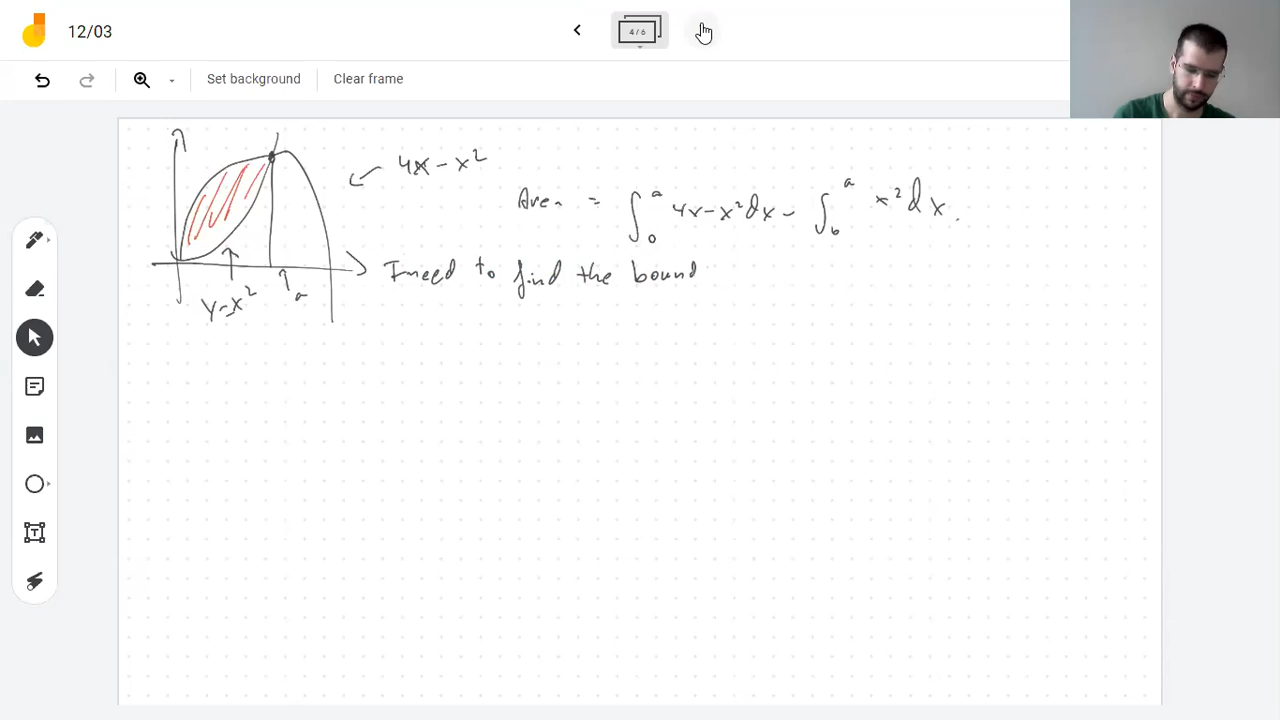 12/03
4/6
Set background
Clear frame
4x - x²
Area = ∫₀ᵃ 4x - x² dx - ∫₀ᵃ x² dx.
I need to find the bound
y = x²
a